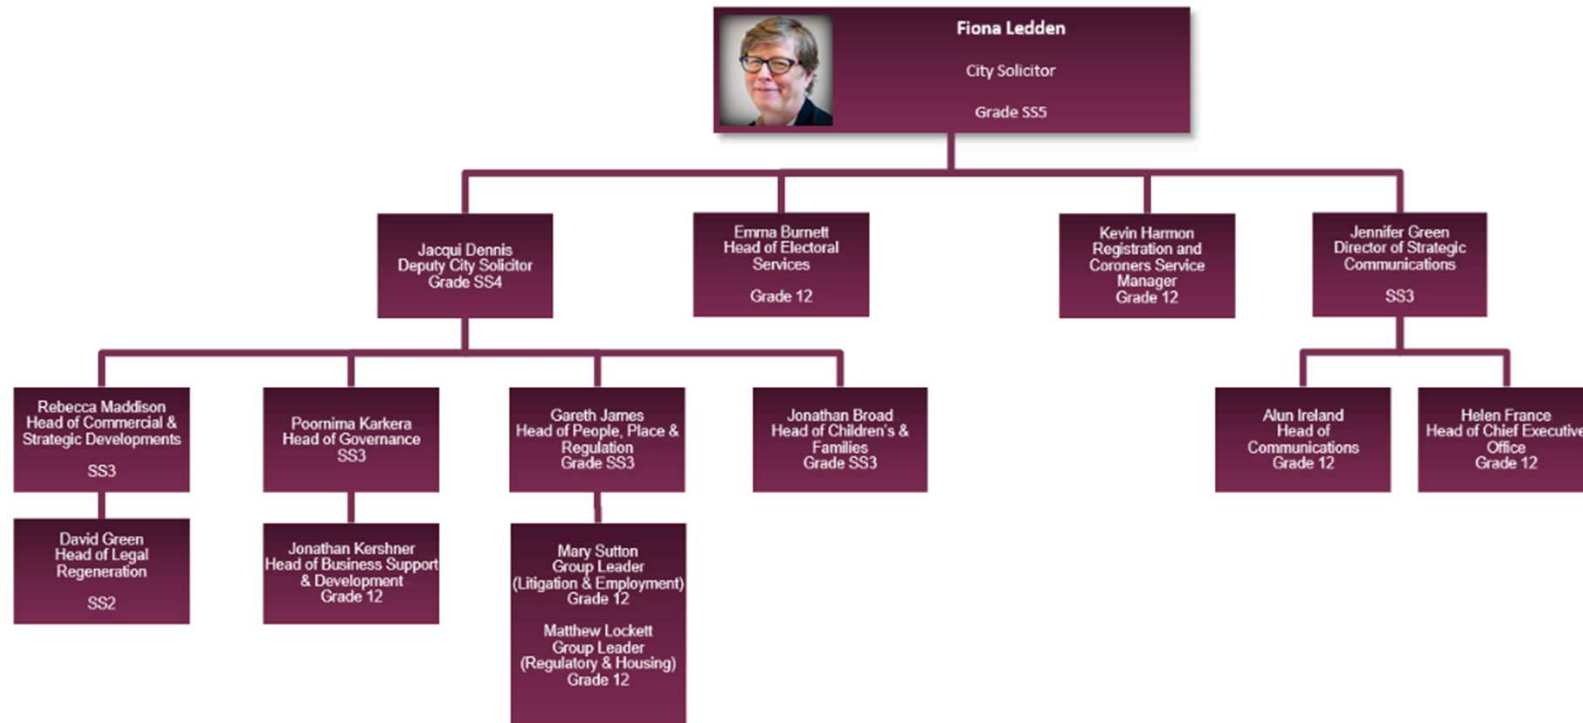 Fiona Ledden
City Solicitor
Grade SS5
Jacqui Dennis
Deputy City Solicitor
Grade SS4
Emma Burnett
Head of Electoral
Services
Grade 12
Kevin Harmon
Registration and
Coroners Service
Manager
Grade 12
Jennifer Green
Director of Strategic
Communications
SS3
Rebecca Maddison
Head of Commercial &
Strategic Developments
SS3
Poornima Karkera
Head of Governance
SS3
Gareth James
Head of People, Place &
Regulation
Grade SS3
Jonathan Broad
Head of Children's &
Families
Grade SS3
Alun Ireland
Head of
Communications
Grade 12
Helen France
Head of Chief Executive
Office
Grade 12
David Green
Head of Legal
Regeneration
SS2
Jonathan Kershner
Head of Business Support
& Development
Grade 12
Mary Sutton
Group Leader
(Litigation & Employment)
Grade 12
Matthew Lockett
Group Leader
(Regulatory & Housing)
Grade 12